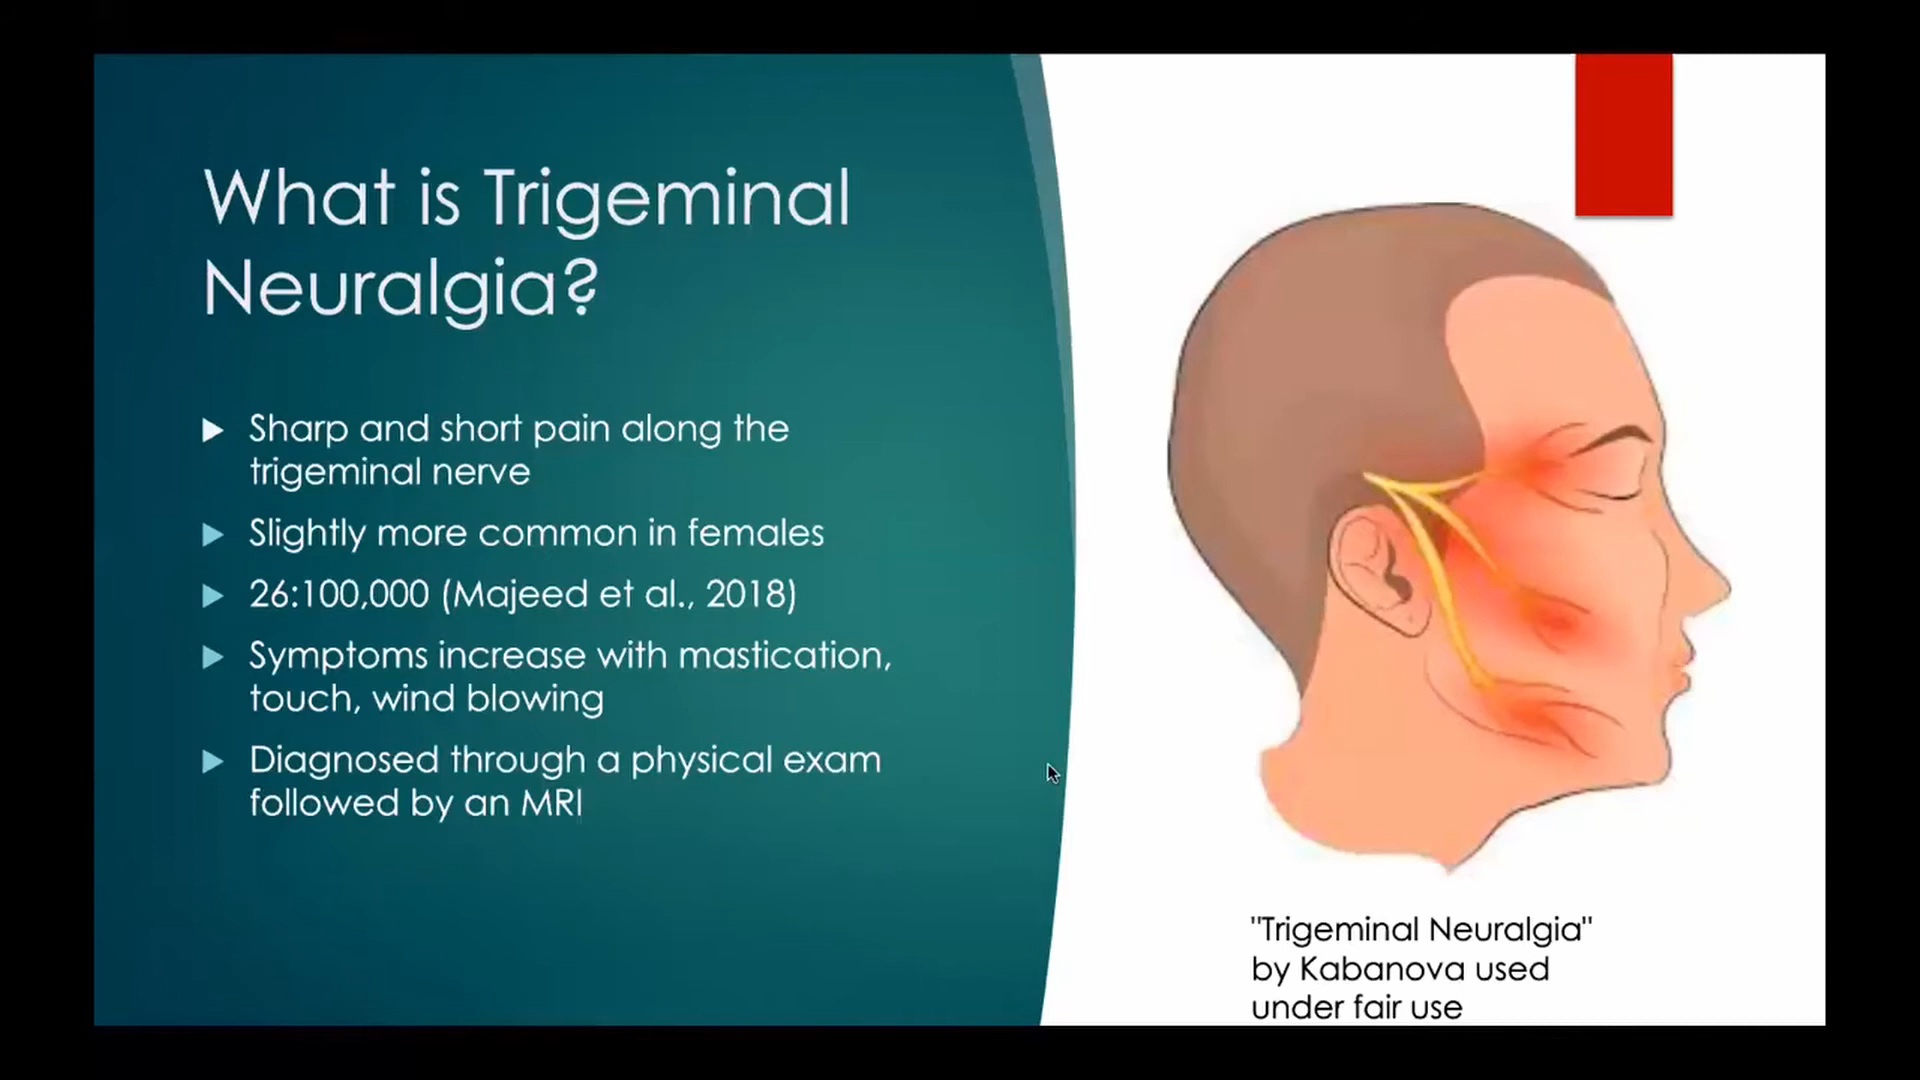 What is Trigeminal
Neuralgia?
Sharp and short pain along the
trigeminal nerve
Slightly more common in females
26:100,000 (Majeed et al., 2018)
Symptoms increase with mastication,
touch, wind blowing
Diagnosed through a physical exam
followed by an MRI
"Trigeminal Neuralgia"
by Kabanova used
under fair use